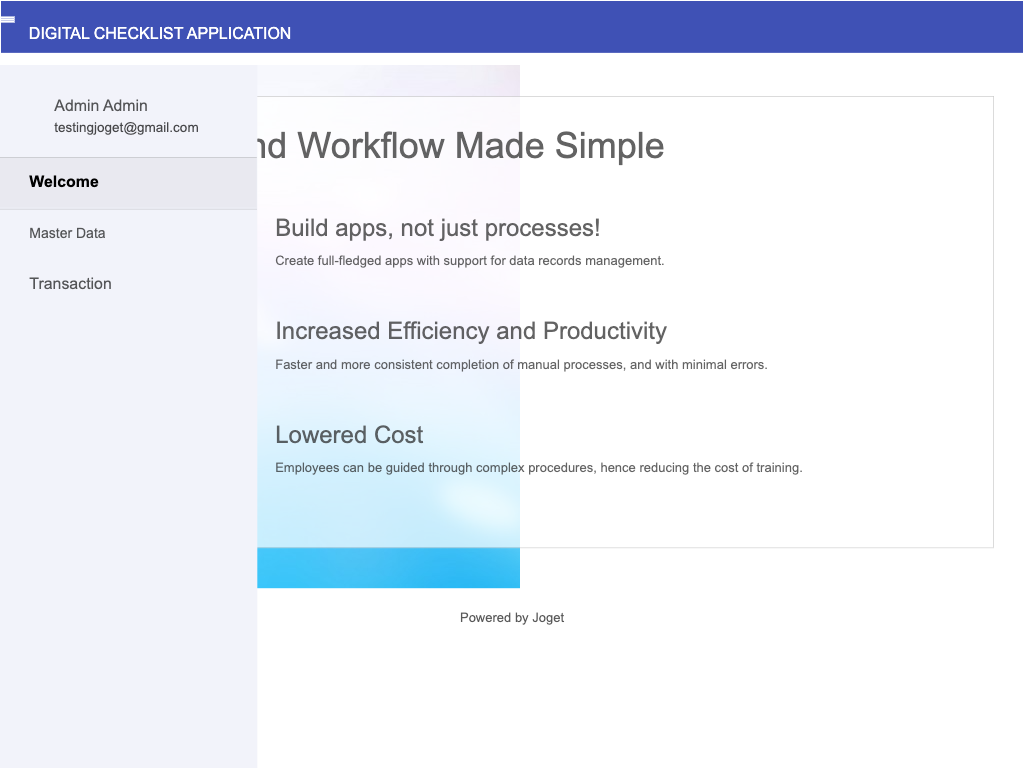 DIGITAL CHECKLIST APPLICATION
Admin Admin
testingjoget@gmail.com
Welcome
Master Data
Transaction
Workflow Made Simple
Build apps, not just processes!
Create full-fledged apps with support for data records management.
Increased Efficiency and Productivity
Faster and more consistent completion of manual processes, and with minimal errors.
Lowered Cost
Employees can be guided through complex procedures, hence reducing the cost of training.
Powered by Joget